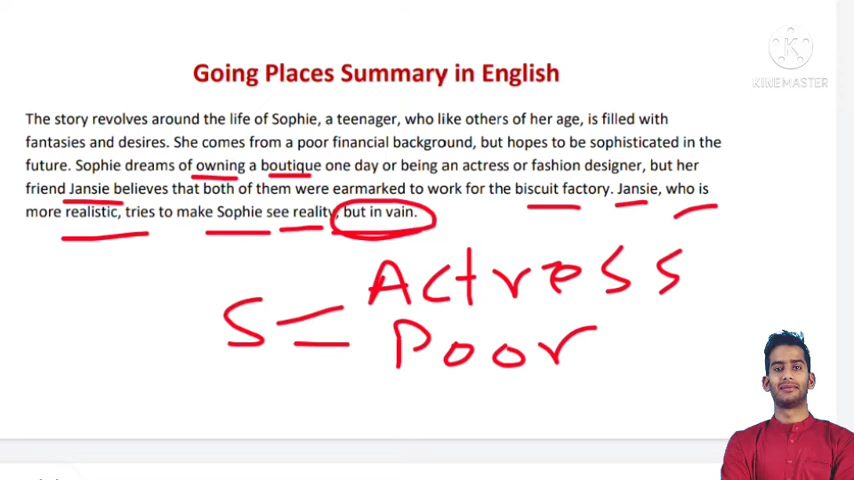 Going Places Summary in English
KINEMASTER
The story revolves around the life of Sophie, a teenager, who like others of her age, is filled with
fantasies and desires. She comes from a poor financial background, but hopes to be sophisticated in the
future. Sophie dreams of owning a boutique one day or being an actress or fashion designer, but her
friend Jansie believes that both of them were earmarked to work for the biscuit factory. Jansie, who is
more realistic, tries to make Sophie see reality, but in vain.
Actress
S =
Poor